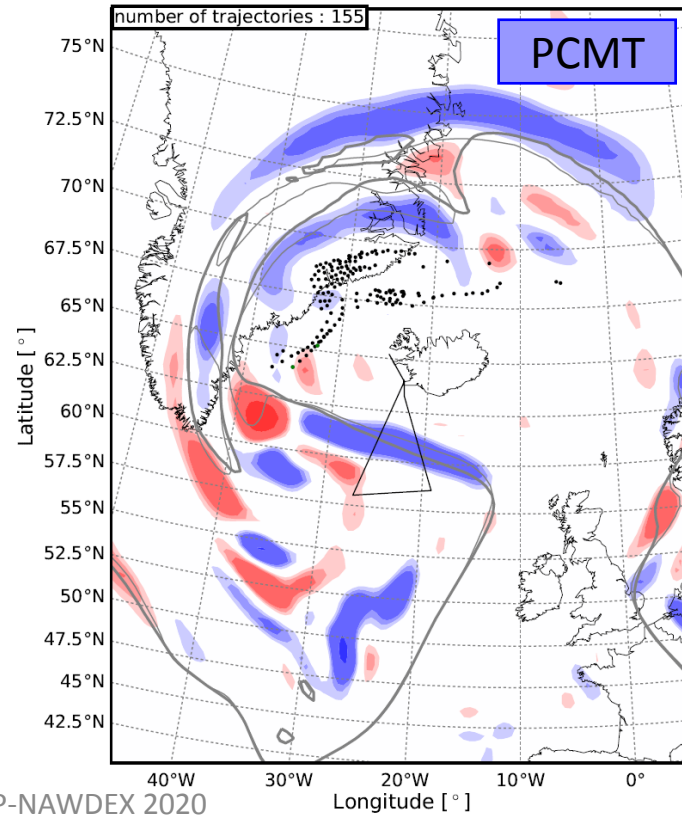 number of trajectories : 155
PCMT
75°N
72.5°N
70°N
67.5°N
65°N
62.5°N
60°N
57.5°N
55°N
52.5°N
50°N
47.5°N
45°N
42.5°N
Latitude [°]
40°W 30°W 20°W 10°W 0°
Longitude [°]
P-NAWDEX 2020